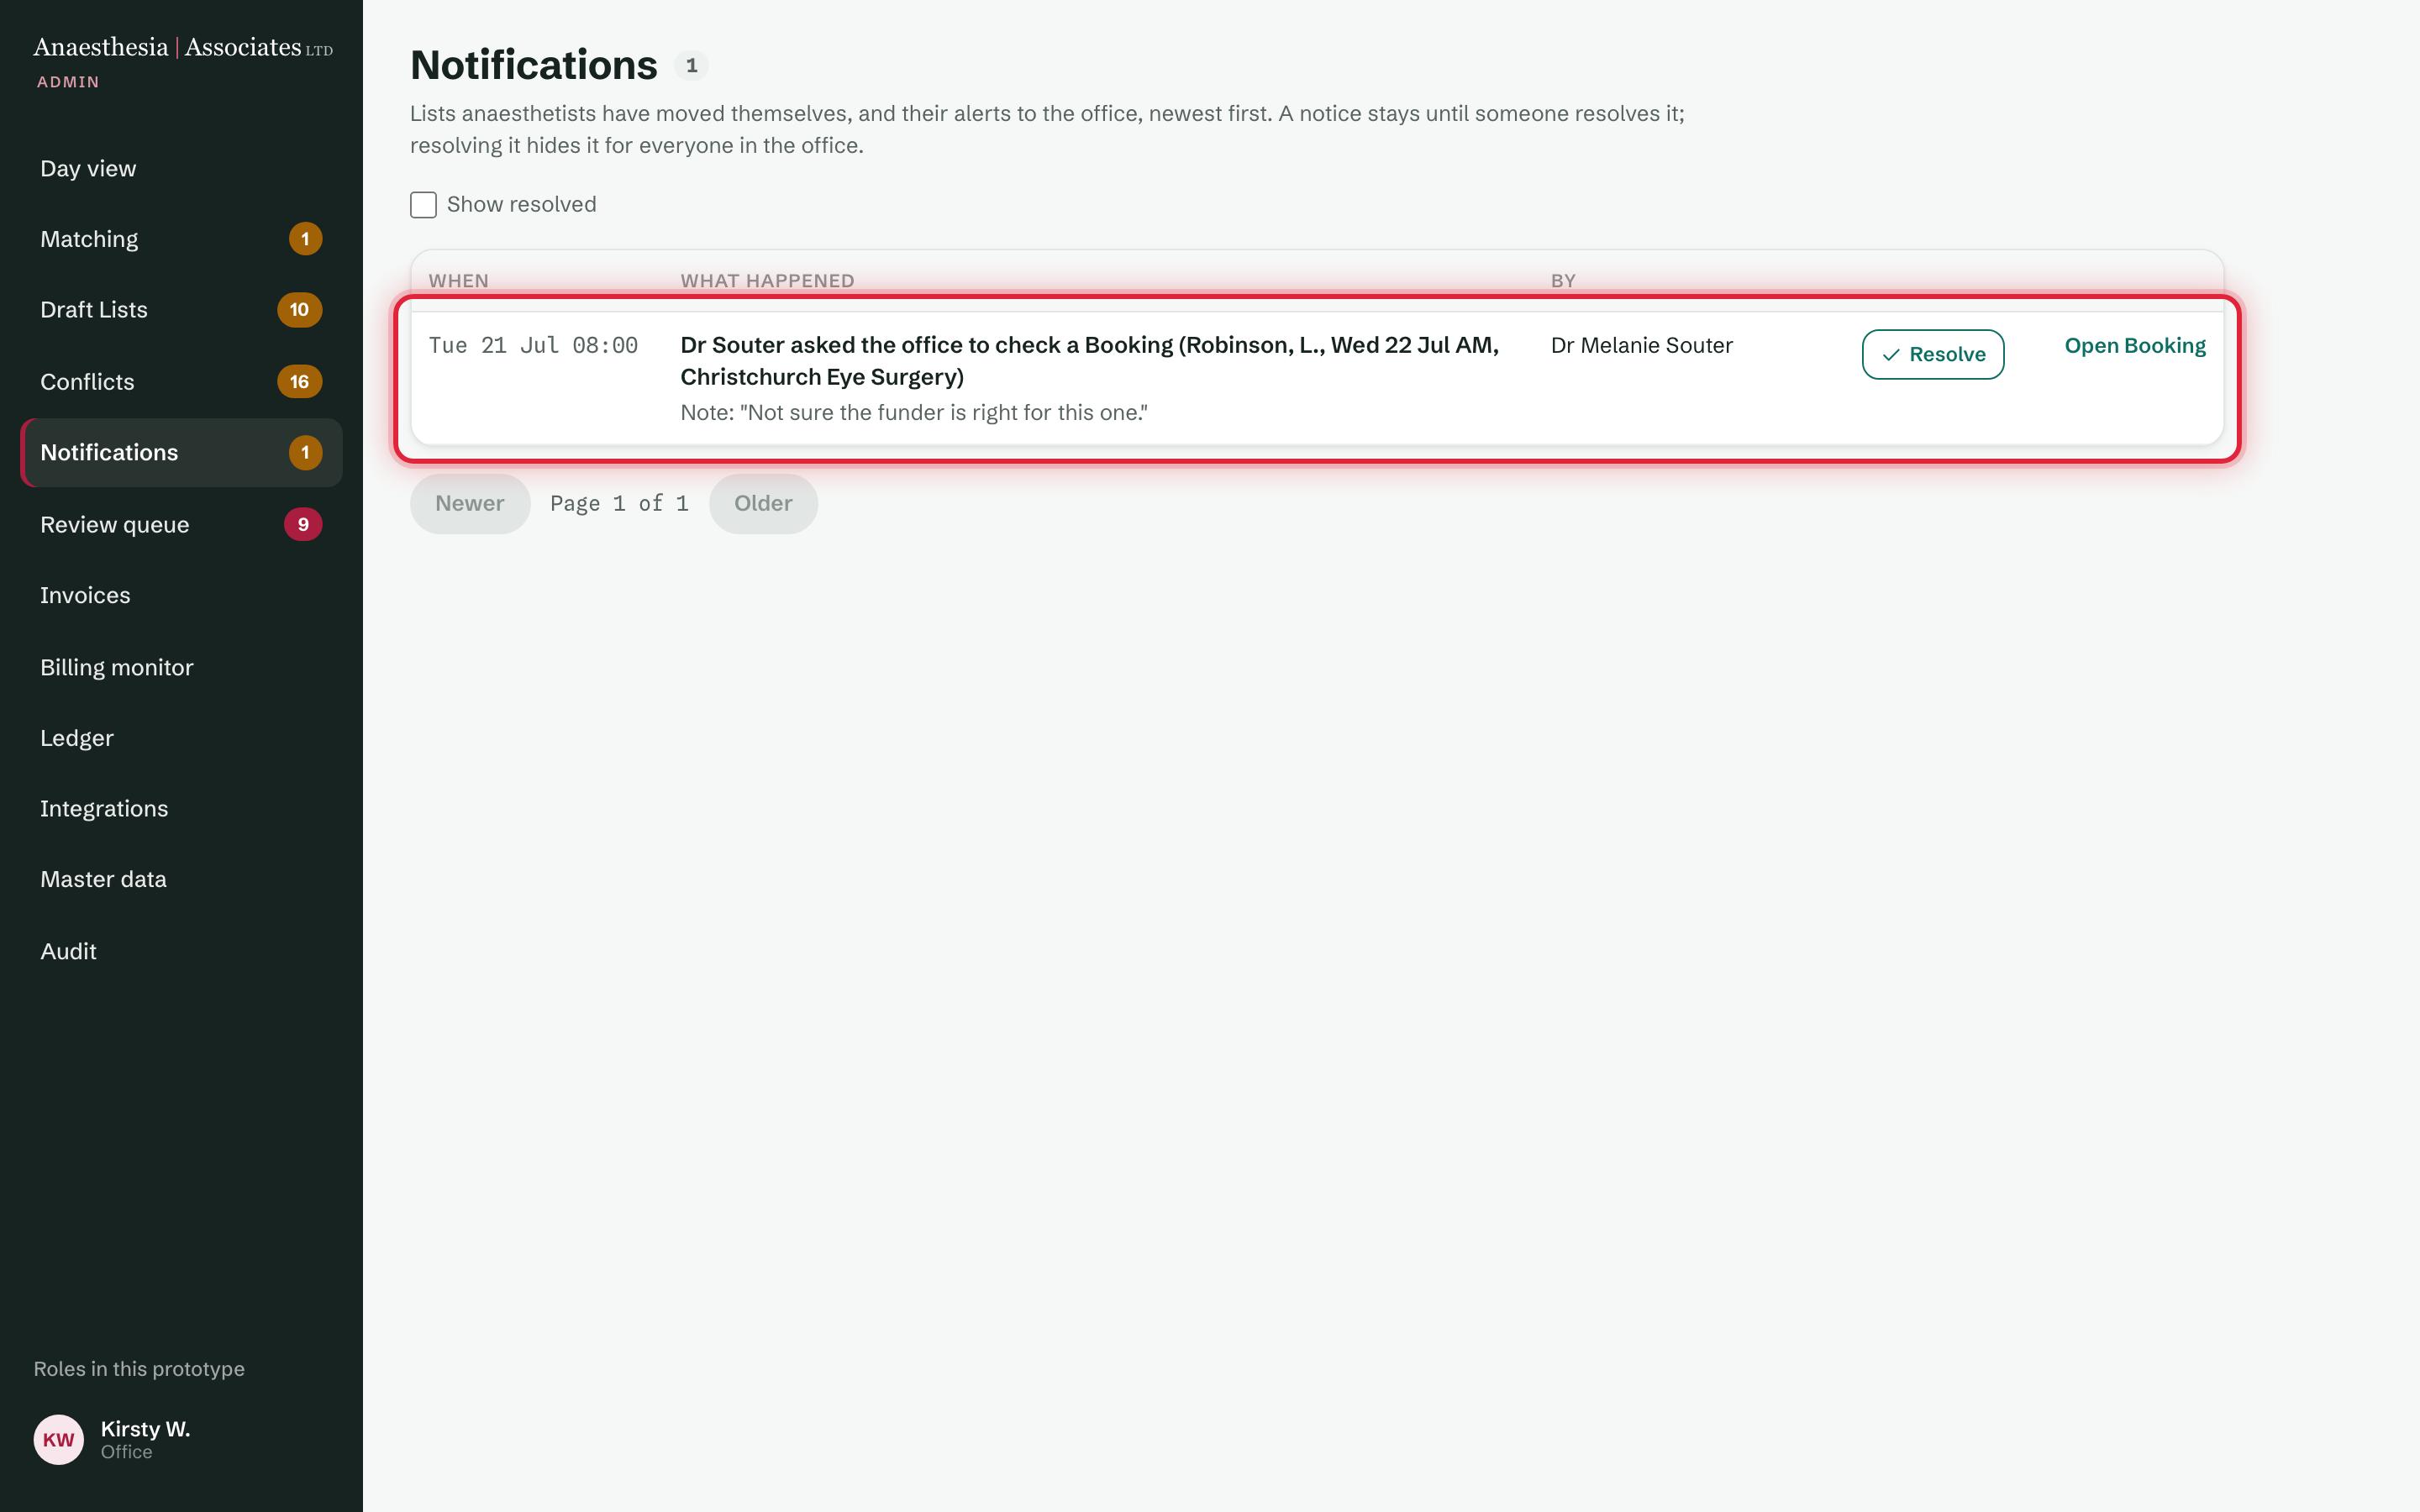 Anaesthesia | Associates LTD
ADMIN
Day view
Matching 1
Draft Lists 10
Conflicts 16
Notifications 1
Review queue 9
Invoices
Billing monitor
Ledger
Integrations
Master data
Audit
Roles in this prototype
KW Kirsty W.
Office
Notifications 1
Lists anaesthetists have moved themselves, and their alerts to the office, newest first. A notice stays until someone resolves it;
resolving it hides it for everyone in the office.
Show resolved
WHEN WHAT HAPPENED BY
Tue 21 Jul 08:00 Dr Souter asked the office to check a Booking (Robinson, L., Wed 22 Jul AM, Dr Melanie Souter Resolve Open Booking
Christchurch Eye Surgery)
Note: "Not sure the funder is right for this one."
Newer Page 1 of 1 Older